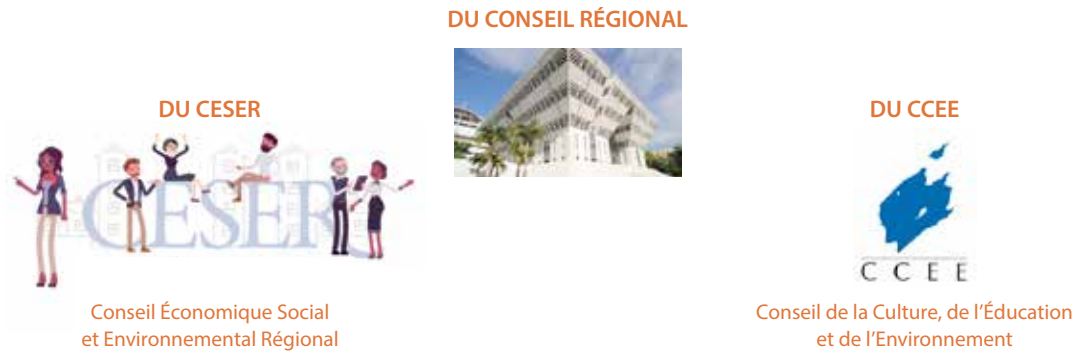 DU CONSEIL RÉGIONAL
DU CESER
CESER
Conseil Économique Social
et Environnemental Régional
DU CCEE
CCEE
Conseil de la Culture, de l'Éducation
et de l'Environnement